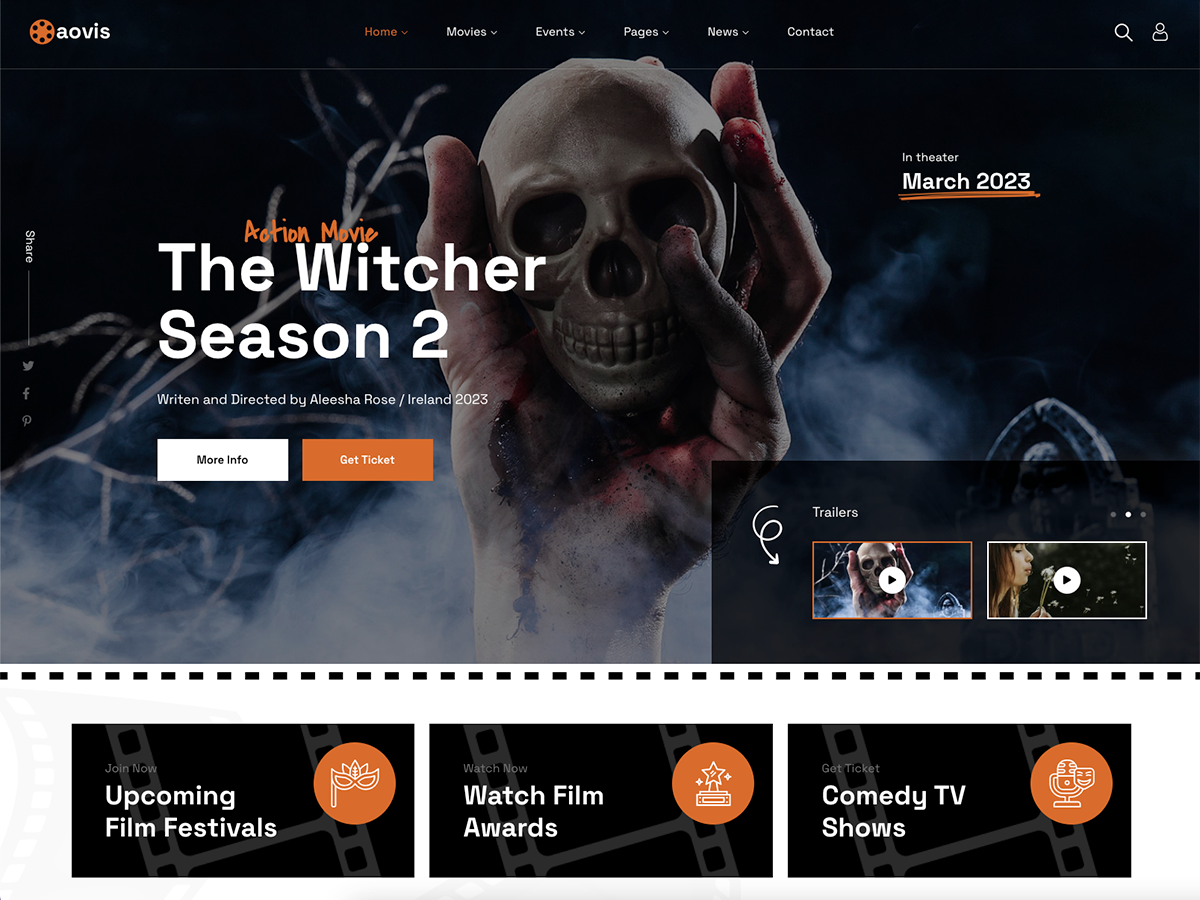 aovis
Home
Movies
Events
Pages
News
Contact
In theater
March 2023
Share
Action Movie
The Witcher
Season 2
Writen and Directed by Aleesha Rose / Ireland 2023
More Info
Get Ticket
Trailers
Join Now
Upcoming
Film Festivals
Watch Now
Watch Film
Awards
Get Ticket
Comedy TV
Shows